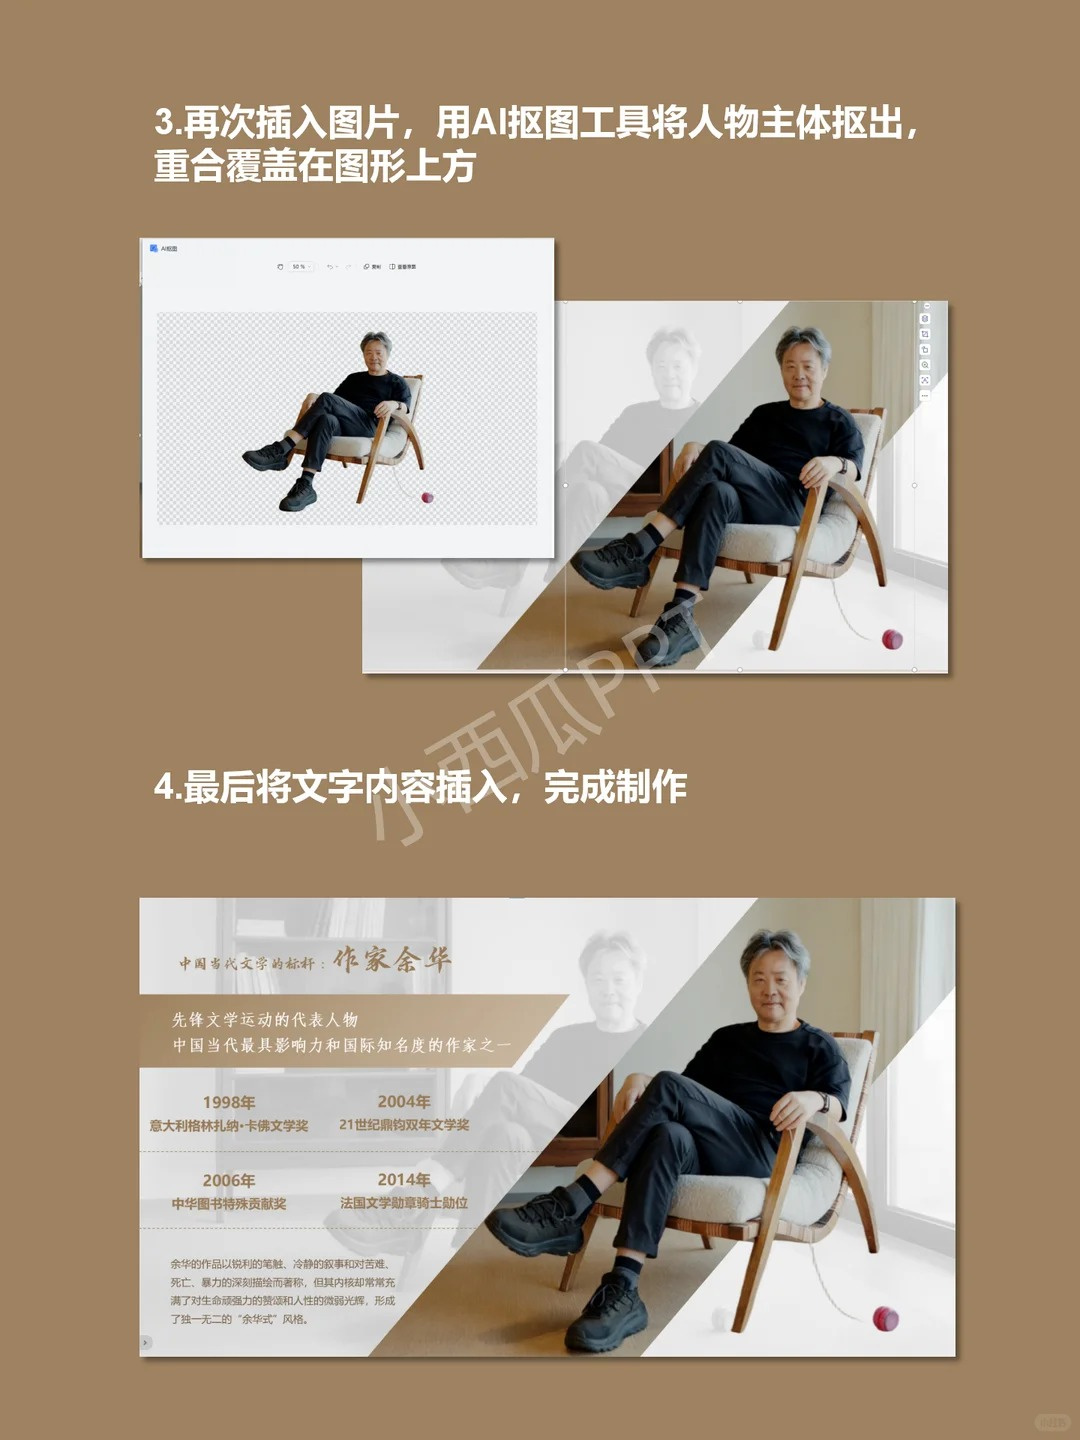 3.再次插入图片，用AI抠图工具将人物主体抠出，
重合覆盖在图形上方
AI抠图
50%
复制
查看原图
小西瓜PPT
4.最后将文字内容插入，完成制作
中国当代文学的标杆：作家余华
先锋文学运动的代表人物
中国当代最具影响力和国际知名度的作家之一
1998年
意大利格林扎纳·卡佛文学奖
2004年
21世纪鼎钧双年文学奖
2006年
中华图书特殊贡献奖
2014年
法国文学勋章骑士勋位
余华的作品以锐利的笔触、冷静的叙事和对苦难、
死亡、暴力的深刻描绘而著称，但其内核却常常充
满了对生命顽强力的赞颂和人性的微弱光辉，形成
了独一无二的“余华式”风格。